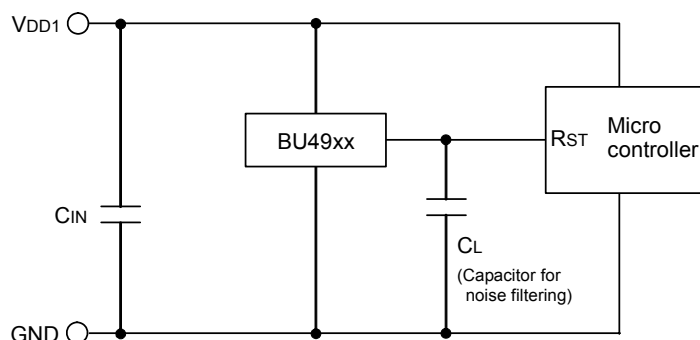 VDD1
BU49xx
RST
Micro
controller
CIN
CL
(Capacitor for
noise filtering)
GND